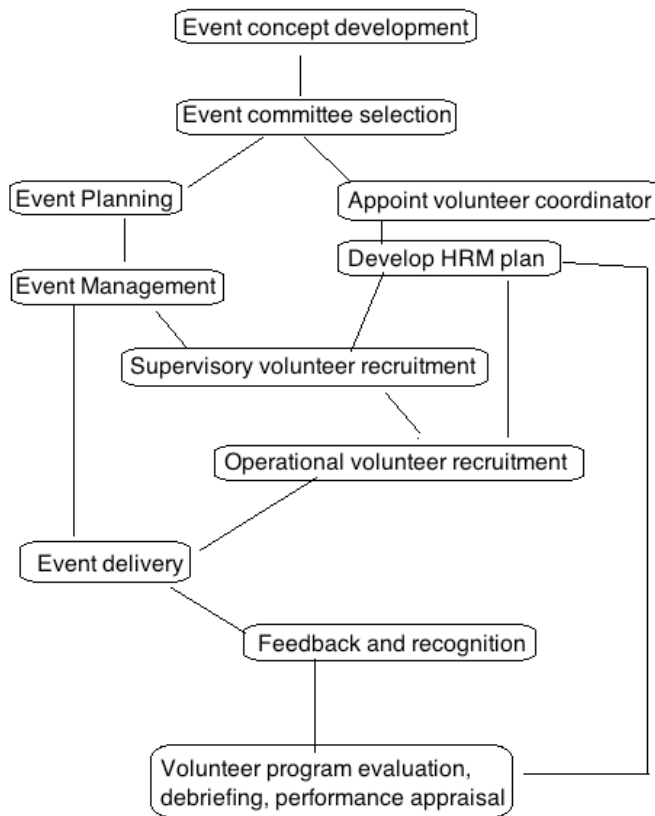 Event concept development
Event committee selection
Event Planning
Appoint volunteer coordinator
Develop HRM plan
Event Management
Supervisory volunteer recruitment
Operational volunteer recruitment
Event delivery
Feedback and recognition
Volunteer program evaluation,
debriefing, performance appraisal